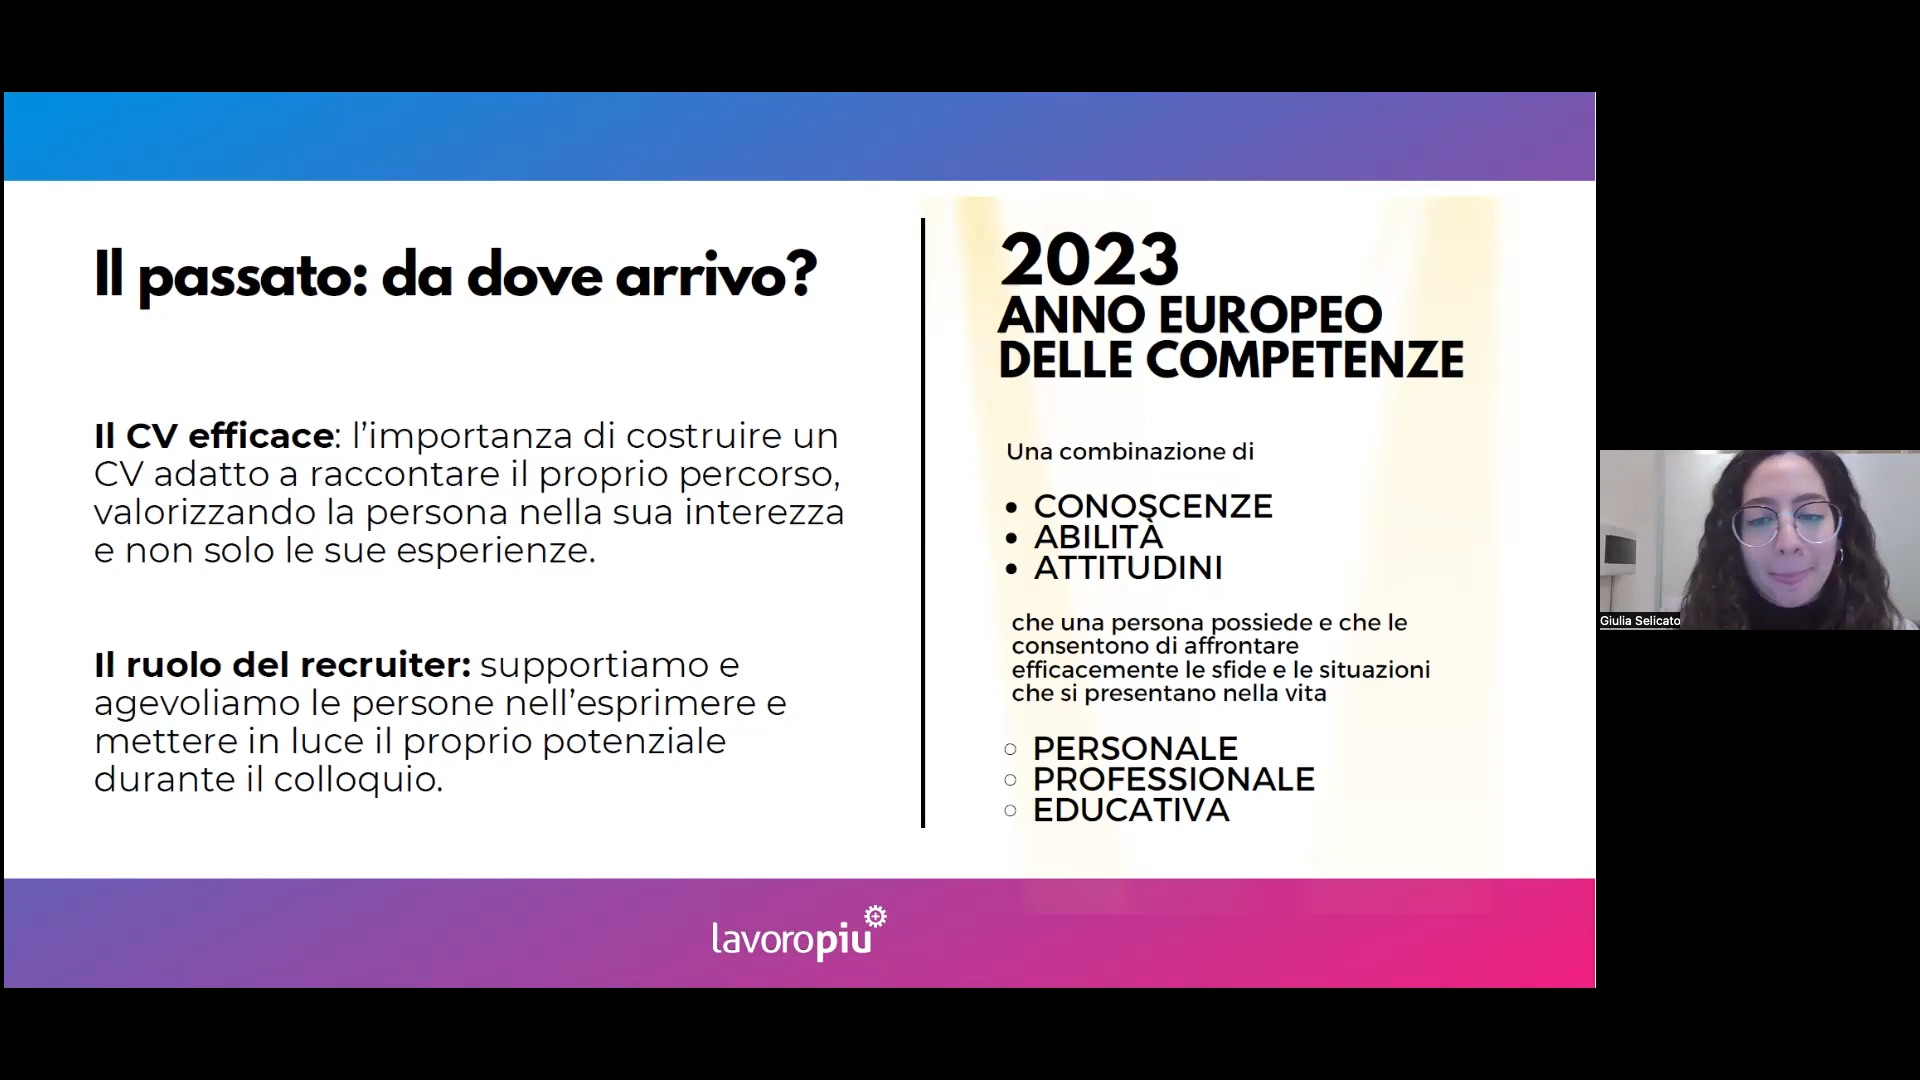 Il passato: da dove arrivo?
Il CV efficace: l'importanza di costruire un
CV adatto a raccontare il proprio percorso,
valorizzando la persona nella sua interezza
e non solo le sue esperienze.
Il ruolo del recruiter: supportiamo e
agevoliamo le persone nell'esprimere e
mettere in luce il proprio potenziale
durante il colloquio.
2023
ANNO EUROPEO
DELLE COMPETENZE
Una combinazione di
• CONOSCENZE
• ABILITÀ
• ATTITUDINI
che una persona possiede e che le
consentono di affrontare
efficacemente le sfide e le situazioni
che si presentano nella vita
○ PERSONALE
○ PROFESSIONALE
○ EDUCATIVA
lavoropiu
Giulia Selicato